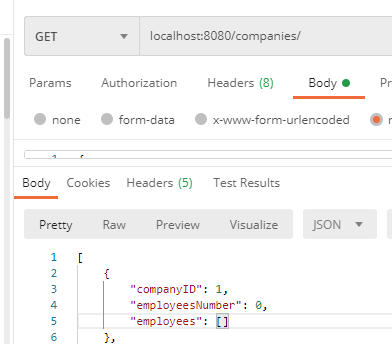 GET localhost:8080/companies/
Params Authorization Headers (8) Body
none form-data x-www-form-urlencoded
Body Cookies Headers (5) Test Results
Pretty Raw Preview Visualize JSON
1 [
2 {
3 "companyID": 1,
4 "employeesNumber": 0,
5 "employees": []
6 },